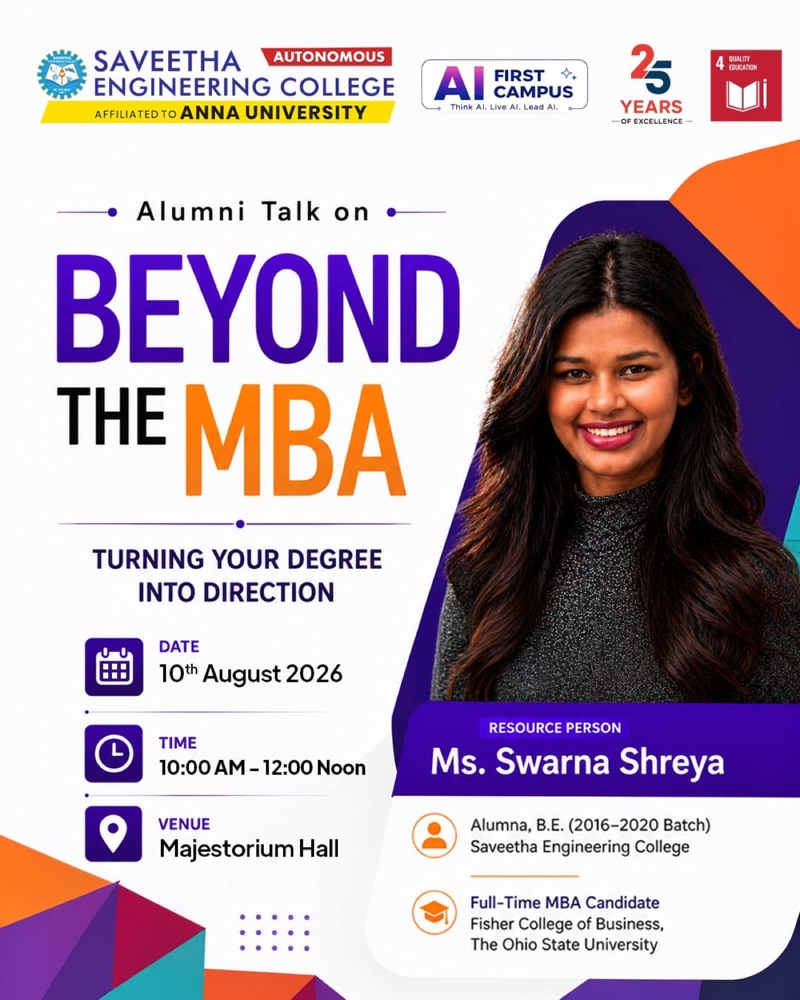 SAVEETHA AUTONOMOUS
ENGINEERING COLLEGE
AFFILIATED TO ANNA UNIVERSITY
AI FIRST CAMPUS
Think AI. Live AI. Lead AI.
25
YEARS
OF EXCELLENCE
4 QUALITY
EDUCATION
Alumni Talk on
BEYOND
THE MBA
TURNING YOUR DEGREE
INTO DIRECTION
DATE
10th August 2026
TIME
10:00 AM – 12:00 Noon
VENUE
Majestorium Hall
RESOURCE PERSON
Ms. Swarna Shreya
Alumna, B.E. (2016–2020 Batch)
Saveetha Engineering College
Full-Time MBA Candidate
Fisher College of Business,
The Ohio State University